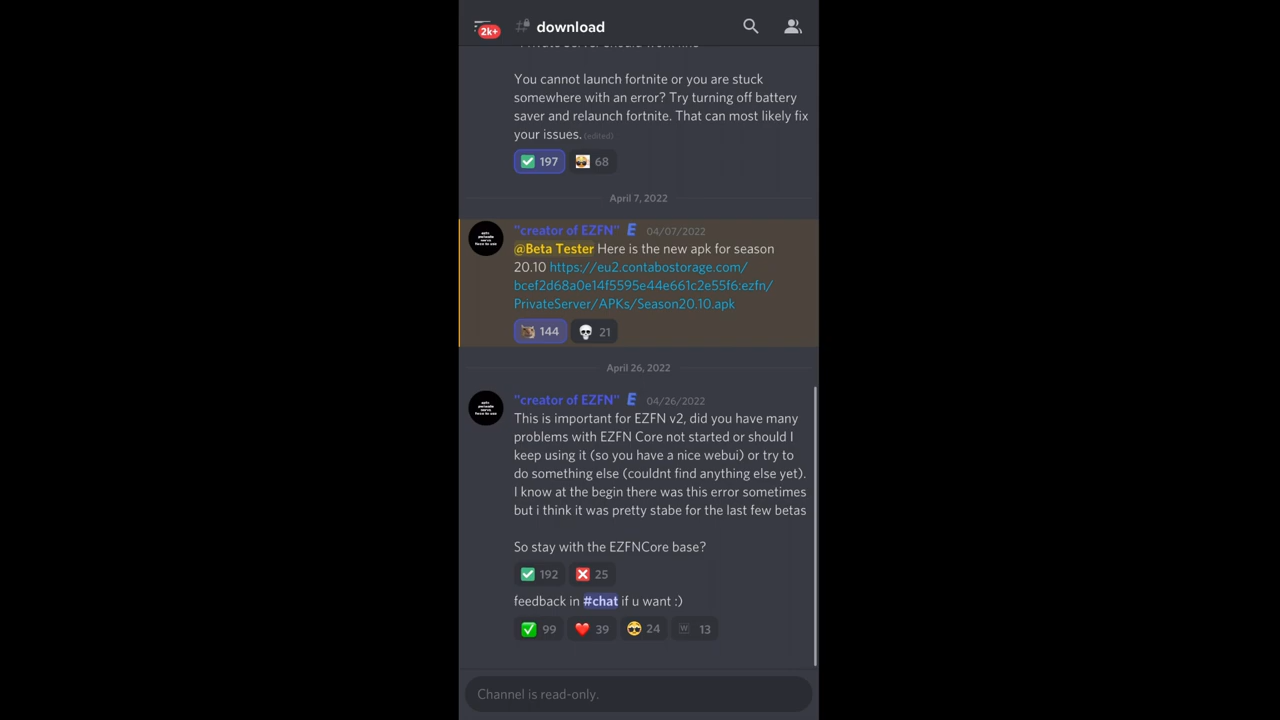 2k+
download
You cannot launch fortnite or you are stuck
somewhere with an error? Try turning off battery
saver and relaunch fortnite. That can most likely fix
your issues. (edited)
197 68
April 7, 2022
"creator of EZFN" E 04/07/2022
@Beta Tester Here is the new apk for season
20.10 https://eu2.contabostorage.com/
bcef2d68a0e14f5595e44e661c2e55f6:ezfn/
PrivateServer/APKs/Season20.10.apk
144 21
April 26, 2022
"creator of EZFN" E 04/26/2022
This is important for EZFN v2, did you have many
problems with EZFN Core not started or should I
keep using it (so you have a nice webui) or try to
do something else (couldnt find anything else yet).
I know at the begin there was this error sometimes
but i think it was pretty stabe for the last few betas
So stay with the EZFNCore base?
192 25
feedback in #chat if u want :)
99 39 24 W 13
Channel is read-only.